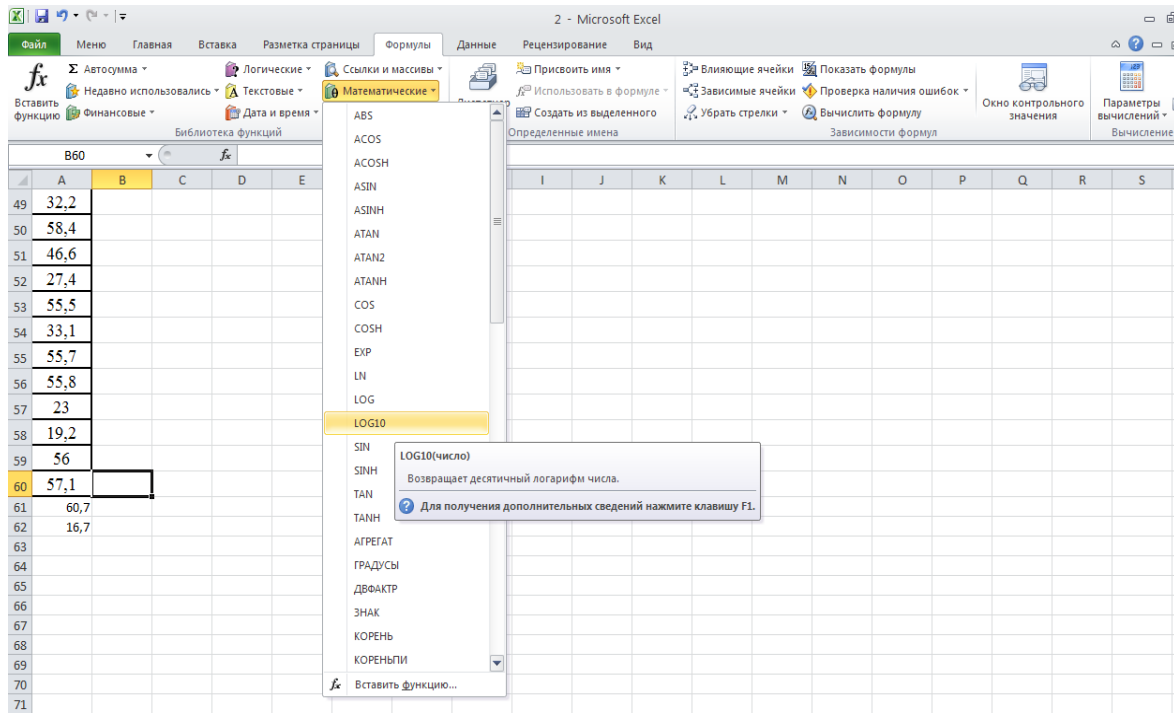 2 - Microsoft Excel
Файл Меню Главная Вставка Разметка страницы Формулы Данные Рецензирование Вид
fx Вставить функцию
Σ Автосумма
Недавно использовались
Финансовые
Логические
Текстовые
Дата и время
Ссылки и массивы
Математические
Библиотека функций
Присвоить имя
Использовать в формуле
Создать из выделенного
Определенные имена
Влияющие ячейки
Зависимые ячейки
Убрать стрелки
Показать формулы
Проверка наличия ошибок
Вычислить формулу
Зависимости формул
Окно контрольного значения
Параметры вычислений
Вычисление
B60 fx
A B C D E I J K L M N O P Q R S
49 32,2
50 58,4
51 46,6
52 27,4
53 55,5
54 33,1
55 55,7
56 55,8
57 23
58 19,2
59 56
60 57,1
61 60,7
62 16,7
63
64
65
66
67
68
69
70
71
ABS
ACOS
ACOSH
ASIN
ASINH
ATAN
ATAN2
ATANH
COS
COSH
EXP
LN
LOG
LOG10
SIN
SINH
TAN
TANH
АГРЕГАТ
ГРАДУСЫ
ДВФАКТР
ЗНАК
КОРЕНЬ
КОРЕНЬПИ
fx Вставить функцию...
LOG10(число)
Возвращает десятичный логарифм числа.
Для получения дополнительных сведений нажмите клавишу F1.